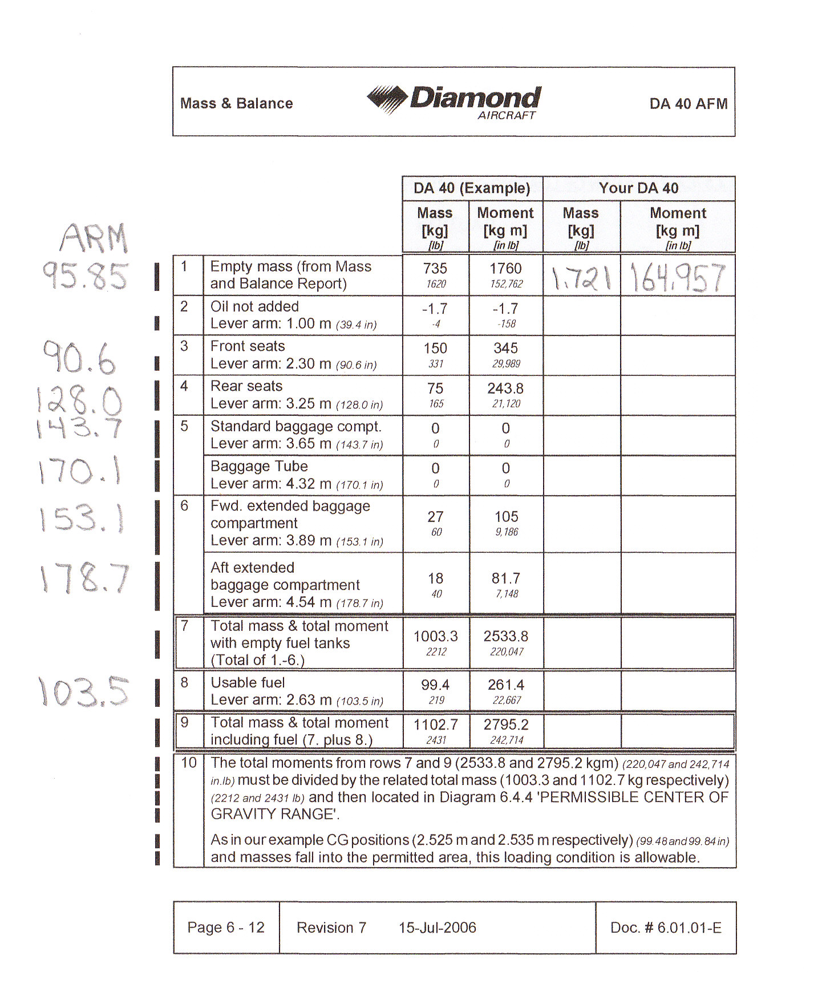 Mass & Balance
Diamond
AIRCRAFT
DA 40 AFM
DA 40 (Example)
Your DA 40
Mass
[kg]
[lb]
Moment
[kg m]
[in lb]
Mass
[kg]
[lb]
Moment
[kg m]
[in lb]
ARM
95.85
1
Empty mass (from Mass
and Balance Report)
735
1620
1760
152,762
1.721
164,957
2
Oil not added
Lever arm: 1.00 m (39.4 in)
-1.7
-4
-1.7
-158
90.6
3
Front seats
Lever arm: 2.30 m (90.6 in)
150
331
345
29,989
128.0
4
Rear seats
Lever arm: 3.25 m (128.0 in)
75
165
243.8
21,120
143.7
5
Standard baggage compt.
Lever arm: 3.65 m (143.7 in)
0
0
0
0
170.1
Baggage Tube
Lever arm: 4.32 m (170.1 in)
0
0
0
0
153.1
6
Fwd. extended baggage
compartment
Lever arm: 3.89 m (153.1 in)
27
60
105
9,186
178.7
Aft extended
baggage compartment
Lever arm: 4.54 m (178.7 in)
18
40
81.7
7,148
7
Total mass & total moment
with empty fuel tanks
(Total of 1.-6.)
1003.3
2212
2533.8
220,047
103.5
8
Usable fuel
Lever arm: 2.63 m (103.5 in)
99.4
219
261.4
22,667
9
Total mass & total moment
including fuel (7. plus 8.)
1102.7
2431
2795.2
242,714
10
The total moments from rows 7 and 9 (2533.8 and 2795.2 kgm) (220,047 and 242,714
in.lb) must be divided by the related total mass (1003.3 and 1102.7 kg respectively)
(2212 and 2431 lb) and then located in Diagram 6.4.4 'PERMISSIBLE CENTER OF
GRAVITY RANGE'.
As in our example CG positions (2.525 m and 2.535 m respectively) (99.48 and 99.84 in)
and masses fall into the permitted area, this loading condition is allowable.
Page 6 - 12
Revision 7
15-Jul-2006
Doc. # 6.01.01-E